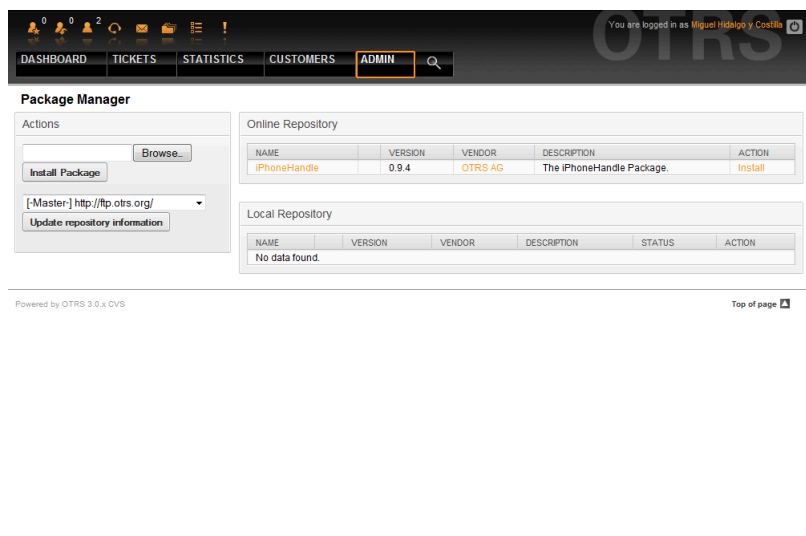 0 0 2
OTRS
You are logged in as Miguel Hidalgo y Costilla
DASHBOARD TICKETS STATISTICS CUSTOMERS ADMIN
Package Manager
Actions
Browse..
Install Package
[-Master-] http://ftp.otrs.org/
Update repository information
Online Repository
NAME VERSION VENDOR DESCRIPTION ACTION
iPhoneHandle 0.9.4 OTRS AG The iPhoneHandle Package. Install
Local Repository
NAME VERSION VENDOR DESCRIPTION STATUS ACTION
No data found.
Powered by OTRS 3.0.x CVS
Top of page